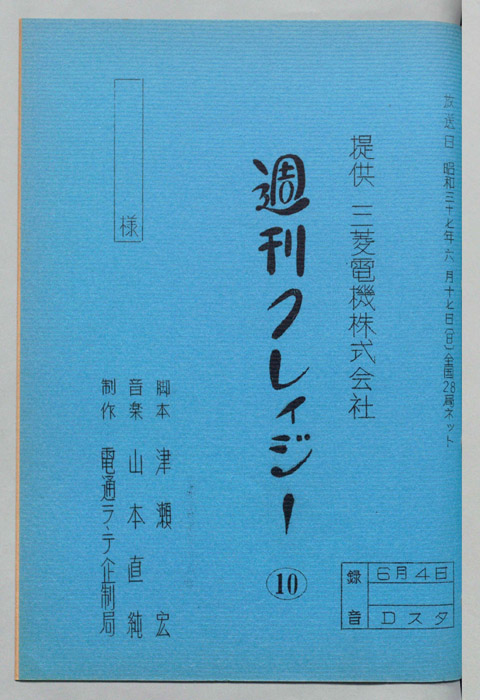 放送日 昭和三十七年六月十七日(日)全国28局ネット
提供 三菱電機株式会社
週刊クレイジー
⑩
録音
6月4日
Dスタ
脚本 津瀬宏
音楽 山本直純
制作 電通ラ・テ企制局
様